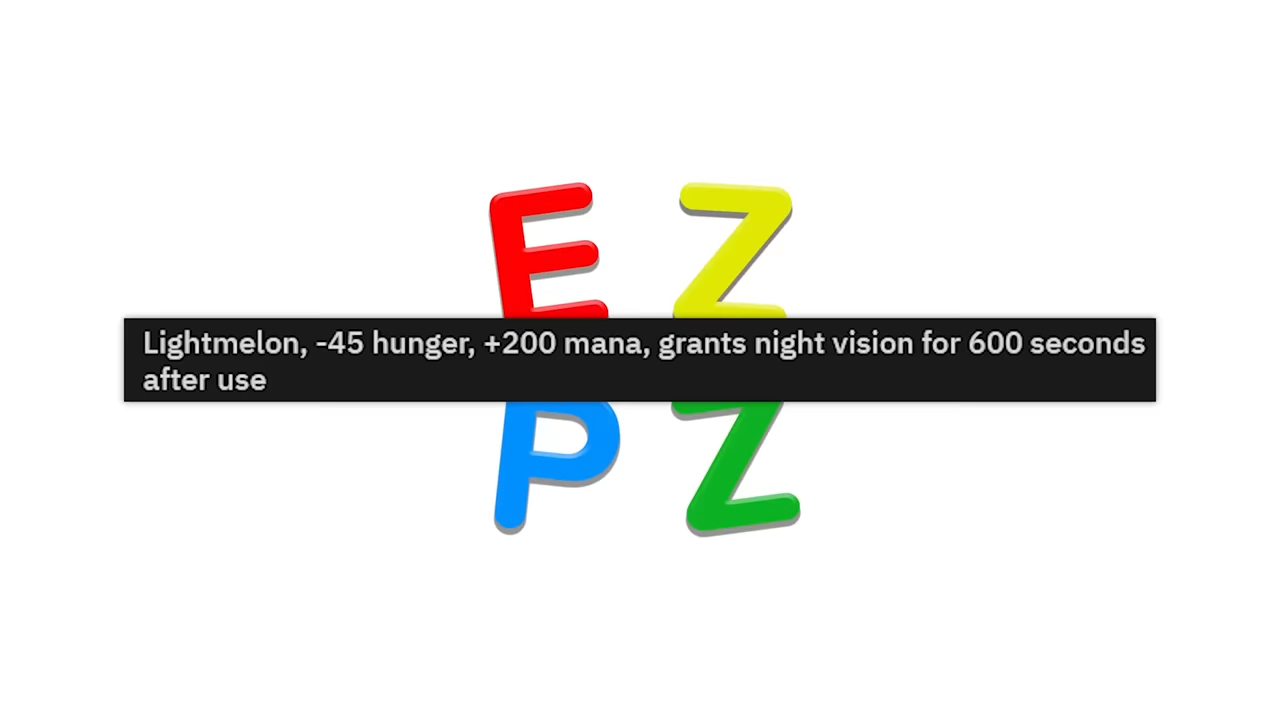 E Z
Lightmelon, -45 hunger, +200 mana, grants night vision for 600 seconds
after use
P Z